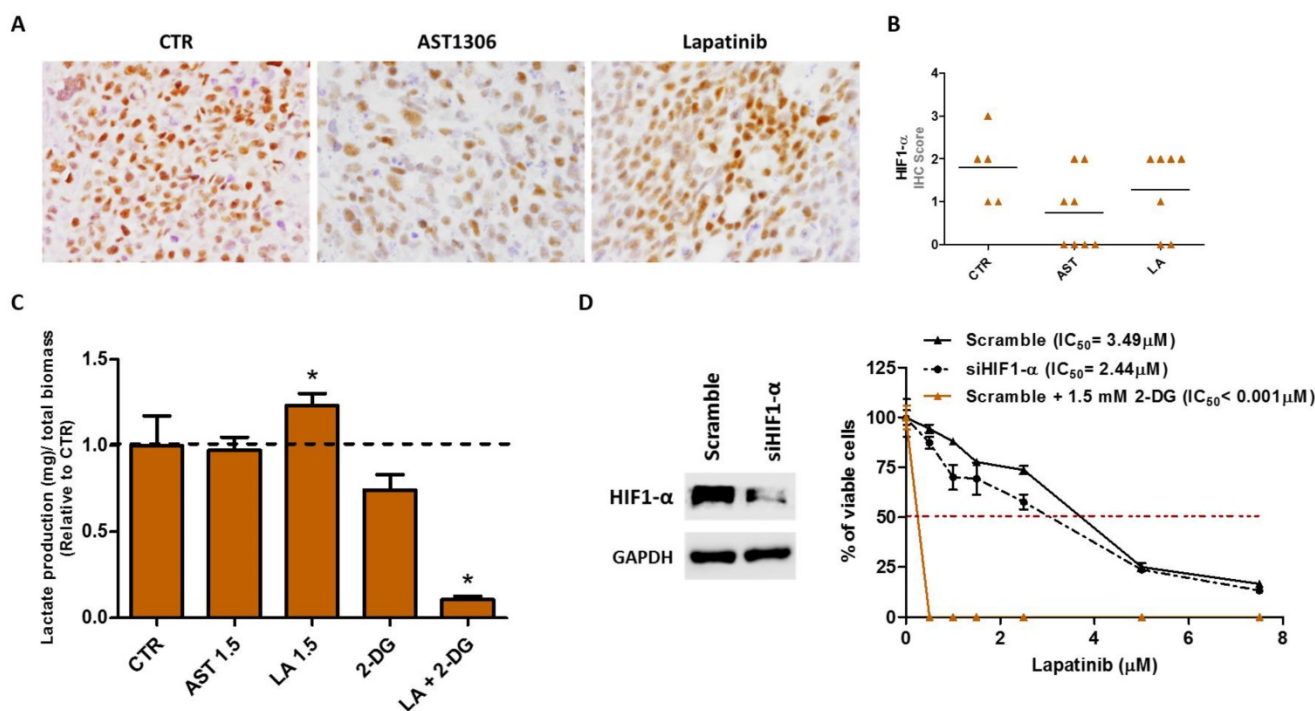 A
CTR
AST1306
Lapatinib
B
HIF1-α
IHC Score
4
3
2
1
0
CTR
AST
LA
C
Lactate production (mg)/ total biomass
(Relative to CTR)
1.5
1.0
0.5
0.0
*
*
CTR
AST 1.5
LA 1.5
2-DG
LA + 2-DG
D
Scramble
siHIF1-α
HIF1-α
GAPDH
Scramble (IC₅₀= 3.49µM)
siHIF1-α (IC₅₀= 2.44µM)
Scramble + 1.5 mM 2-DG (IC₅₀< 0.001µM)
% of viable cells
125
100
75
50
25
0
0
2
4
6
8
Lapatinib (µM)